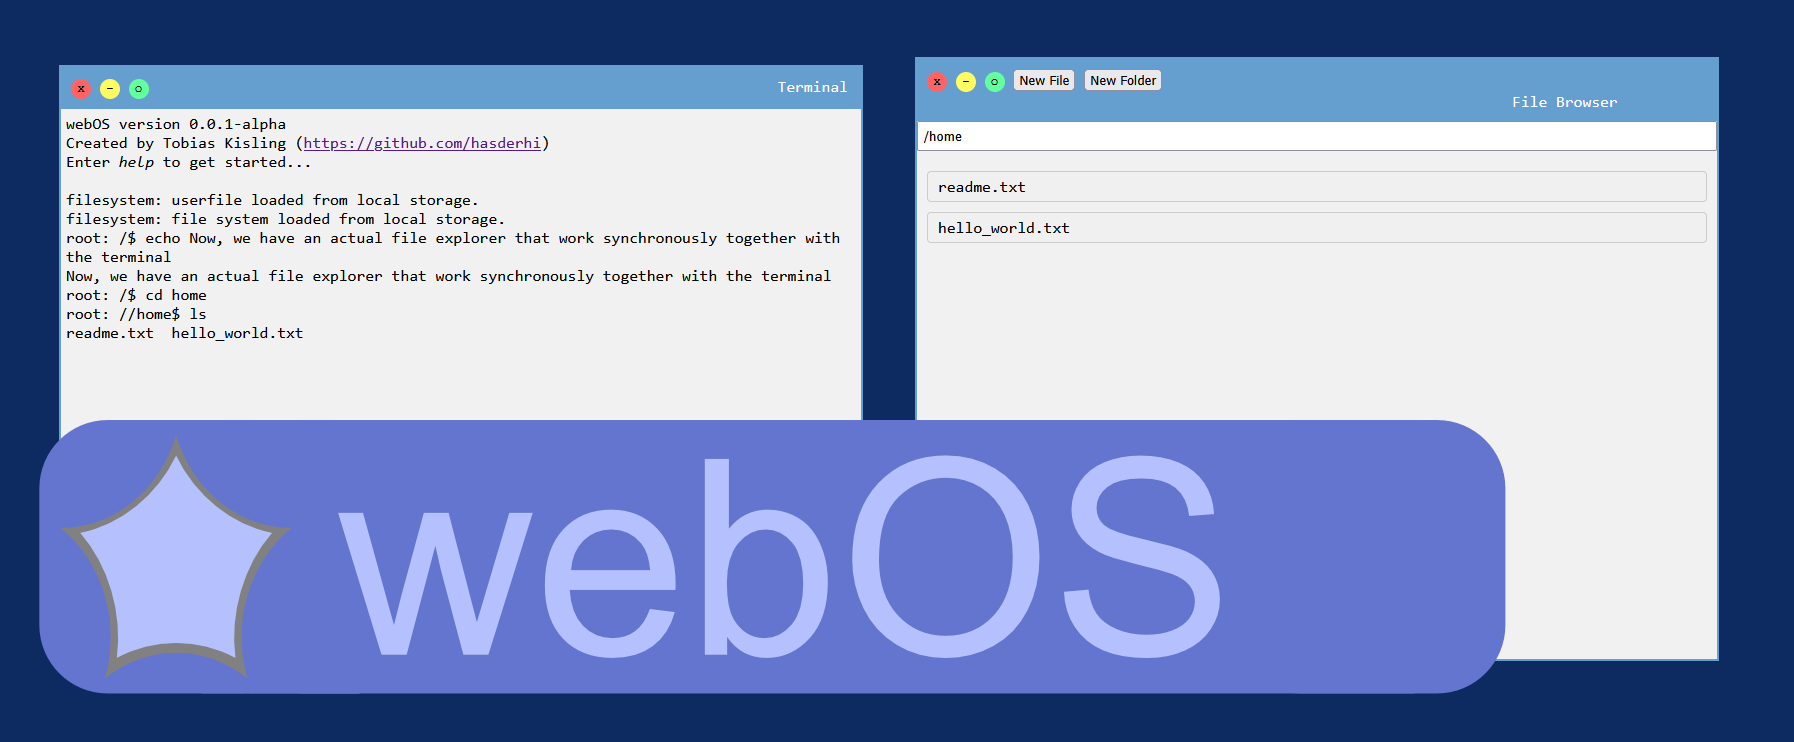 x - o Terminal
webOS version 0.0.1-alpha
Created by Tobias Kisling (https://github.com/hasderhi)
Enter help to get started...
filesystem: userfile loaded from local storage.
filesystem: file system loaded from local storage.
root: /$ echo Now, we have an actual file explorer that work synchronously together with
the terminal
Now, we have an actual file explorer that work synchronously together with the terminal
root: /$ cd home
root: //home$ ls
readme.txt  hello_world.txt
x - o New File New Folder
File Browser
/home
readme.txt
hello_world.txt
webOS